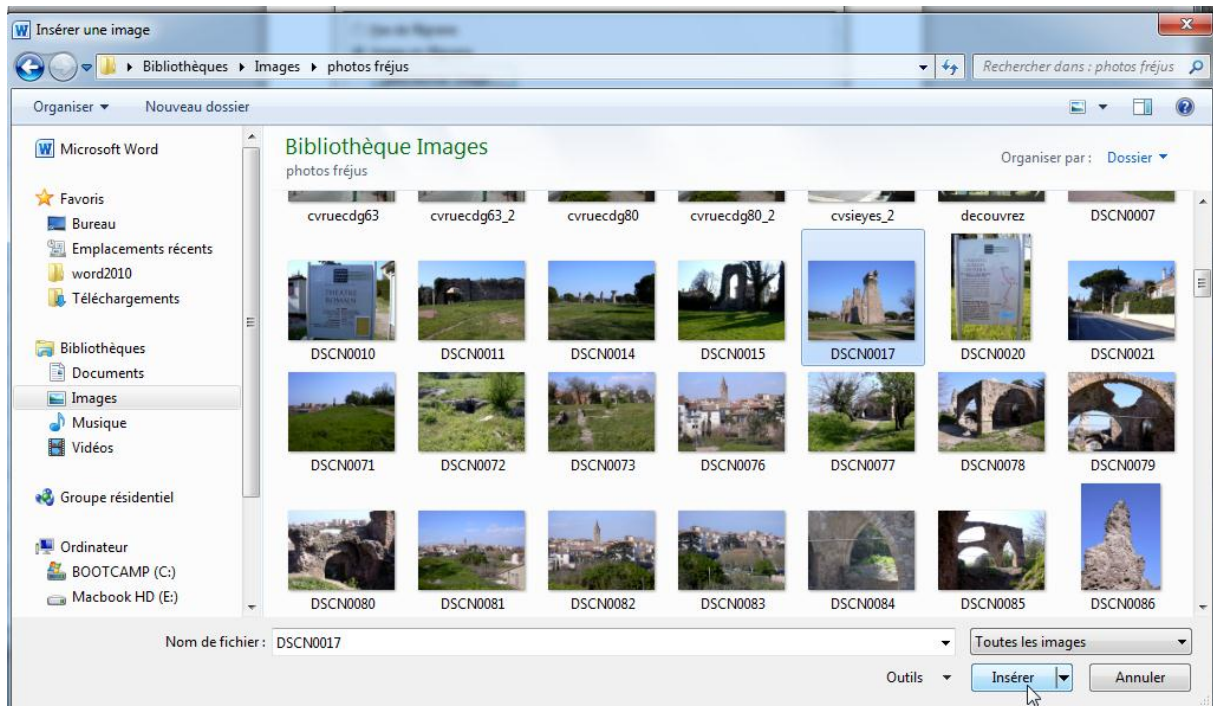 Insérer une image
Bibliothèques Images photos fréjus
Rechercher dans : photos fréjus
Organiser Nouveau dossier
Microsoft Word
Favoris
Bureau
Emplacements récents
word2010
Téléchargements
Bibliothèques
Documents
Images
Musique
Vidéos
Groupe résidentiel
Ordinateur
BOOTCAMP (C:)
Macbook HD (E:)
Bibliothèque Images
photos fréjus
Organiser par : Dossier
cvruecdg63 cvruecdg63_2 cvruecdg80 cvruecdg80_2 cvsieyes_2 decouvrez DSCN0007
THEATRE
ROMAIN
DSCN0010 DSCN0011 DSCN0014 DSCN0015 DSCN0017 DSCN0020 DSCN0021
DSCN0071 DSCN0072 DSCN0073 DSCN0076 DSCN0077 DSCN0078 DSCN0079
DSCN0080 DSCN0081 DSCN0082 DSCN0083 DSCN0084 DSCN0085 DSCN0086
Nom de fichier : DSCN0017 Toutes les images
Outils Insérer Annuler